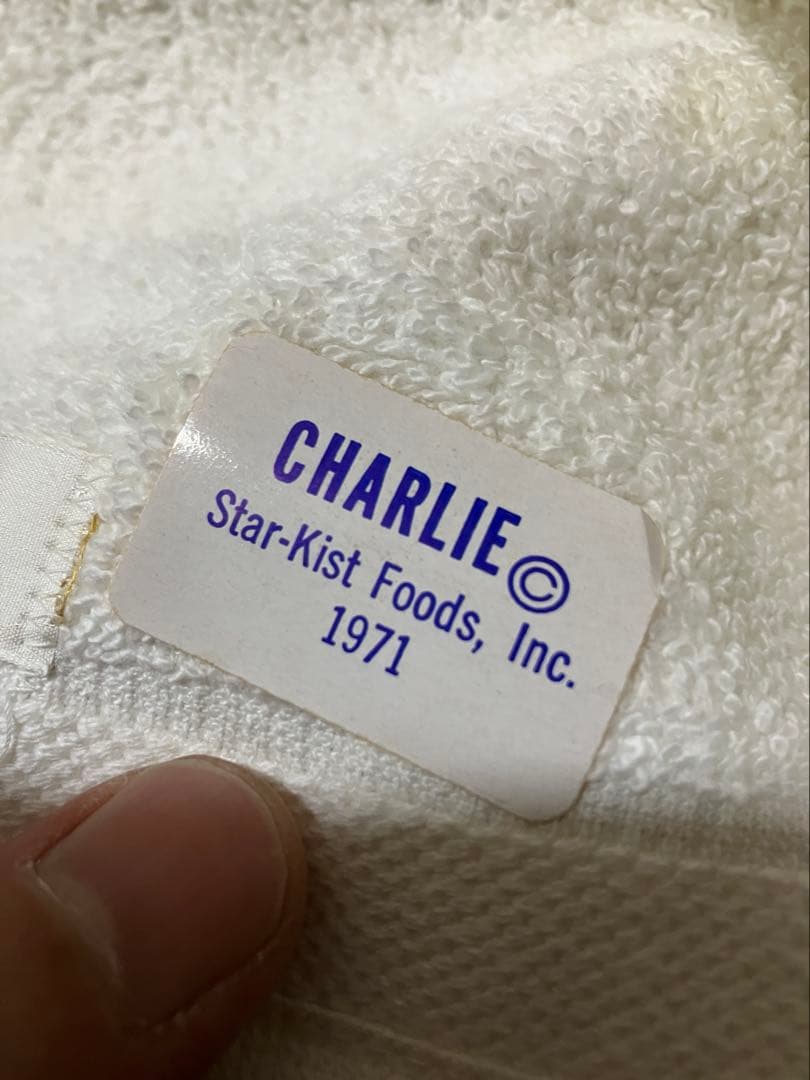 CHARLIE©
Star-Kist Foods, Inc.
1971